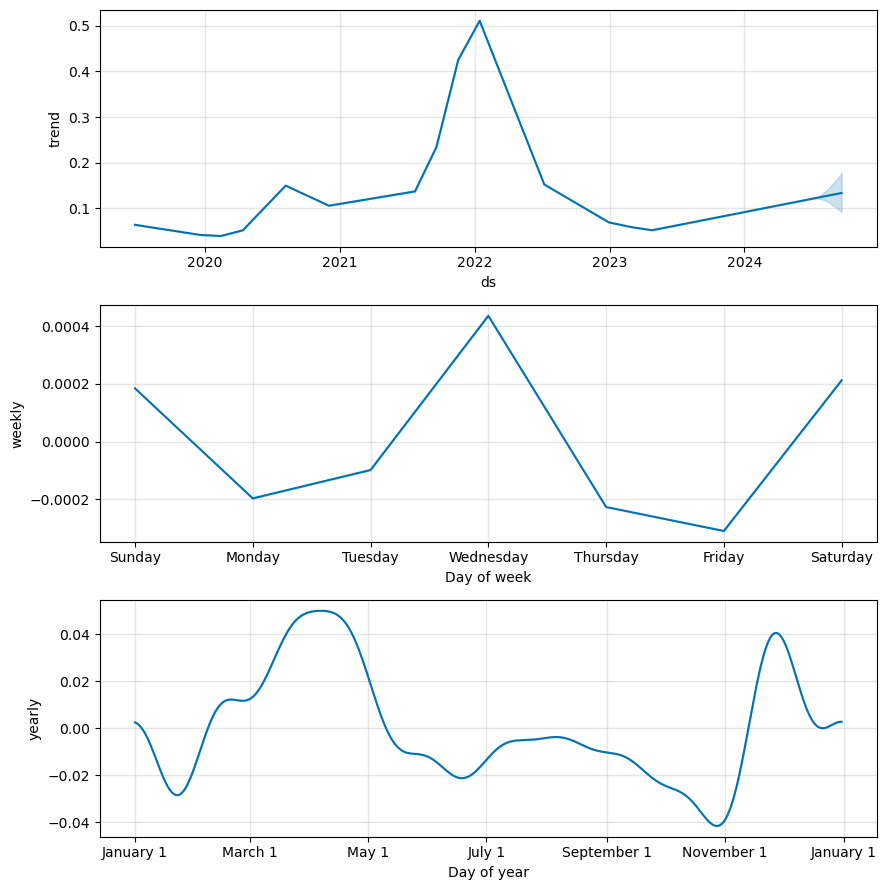 0.5
0.4
0.3
0.2
0.1
trend
2020 2021 2022 2023 2024
ds
0.0004
0.0002
0.0000
−0.0002
weekly
Sunday Monday Tuesday Wednesday Thursday Friday Saturday
Day of week
0.04
0.02
0.00
−0.02
−0.04
yearly
January 1 March 1 May 1 July 1 September 1 November 1 January 1
Day of year